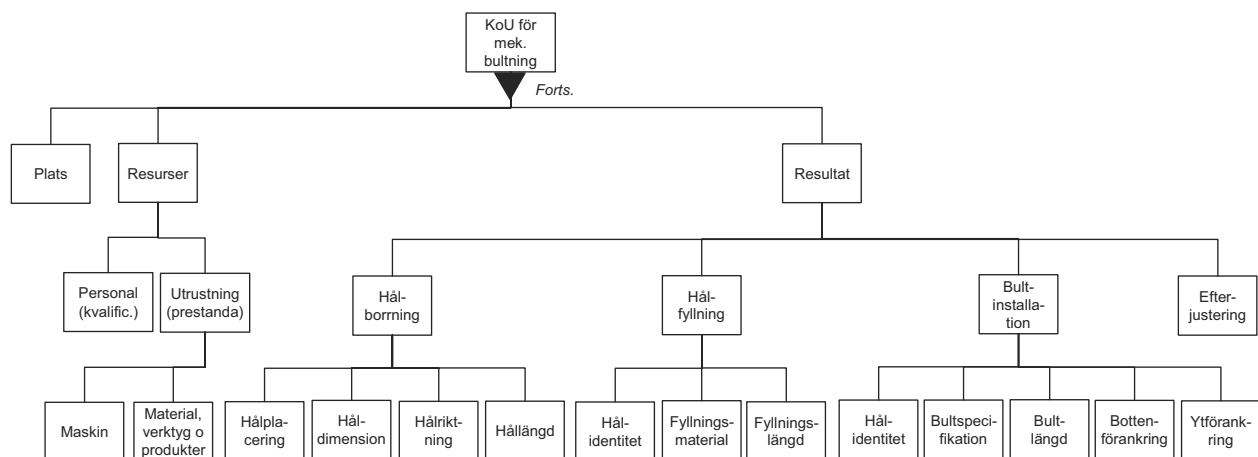 KoU för
mek.
bultning
Forts.
Plats
Resurser
Resultat
Personal
(kvalific.)
Utrustning
(prestanda)
Hål-
borrning
Hål-
fyllning
Bult-
installa-
tion
Efter-
justering
Maskin
Material,
verktyg o
produkter
Hålpla-
cering
Hål-
dimension
Hålrikt-
ning
Hållängd
Hål-
identitet
Fyllnings-
material
Fyllnings-
längd
Hål-
identitet
Bultspeci-
fikation
Bult-
längd
Botten-
förankring
Ytförank-
ring